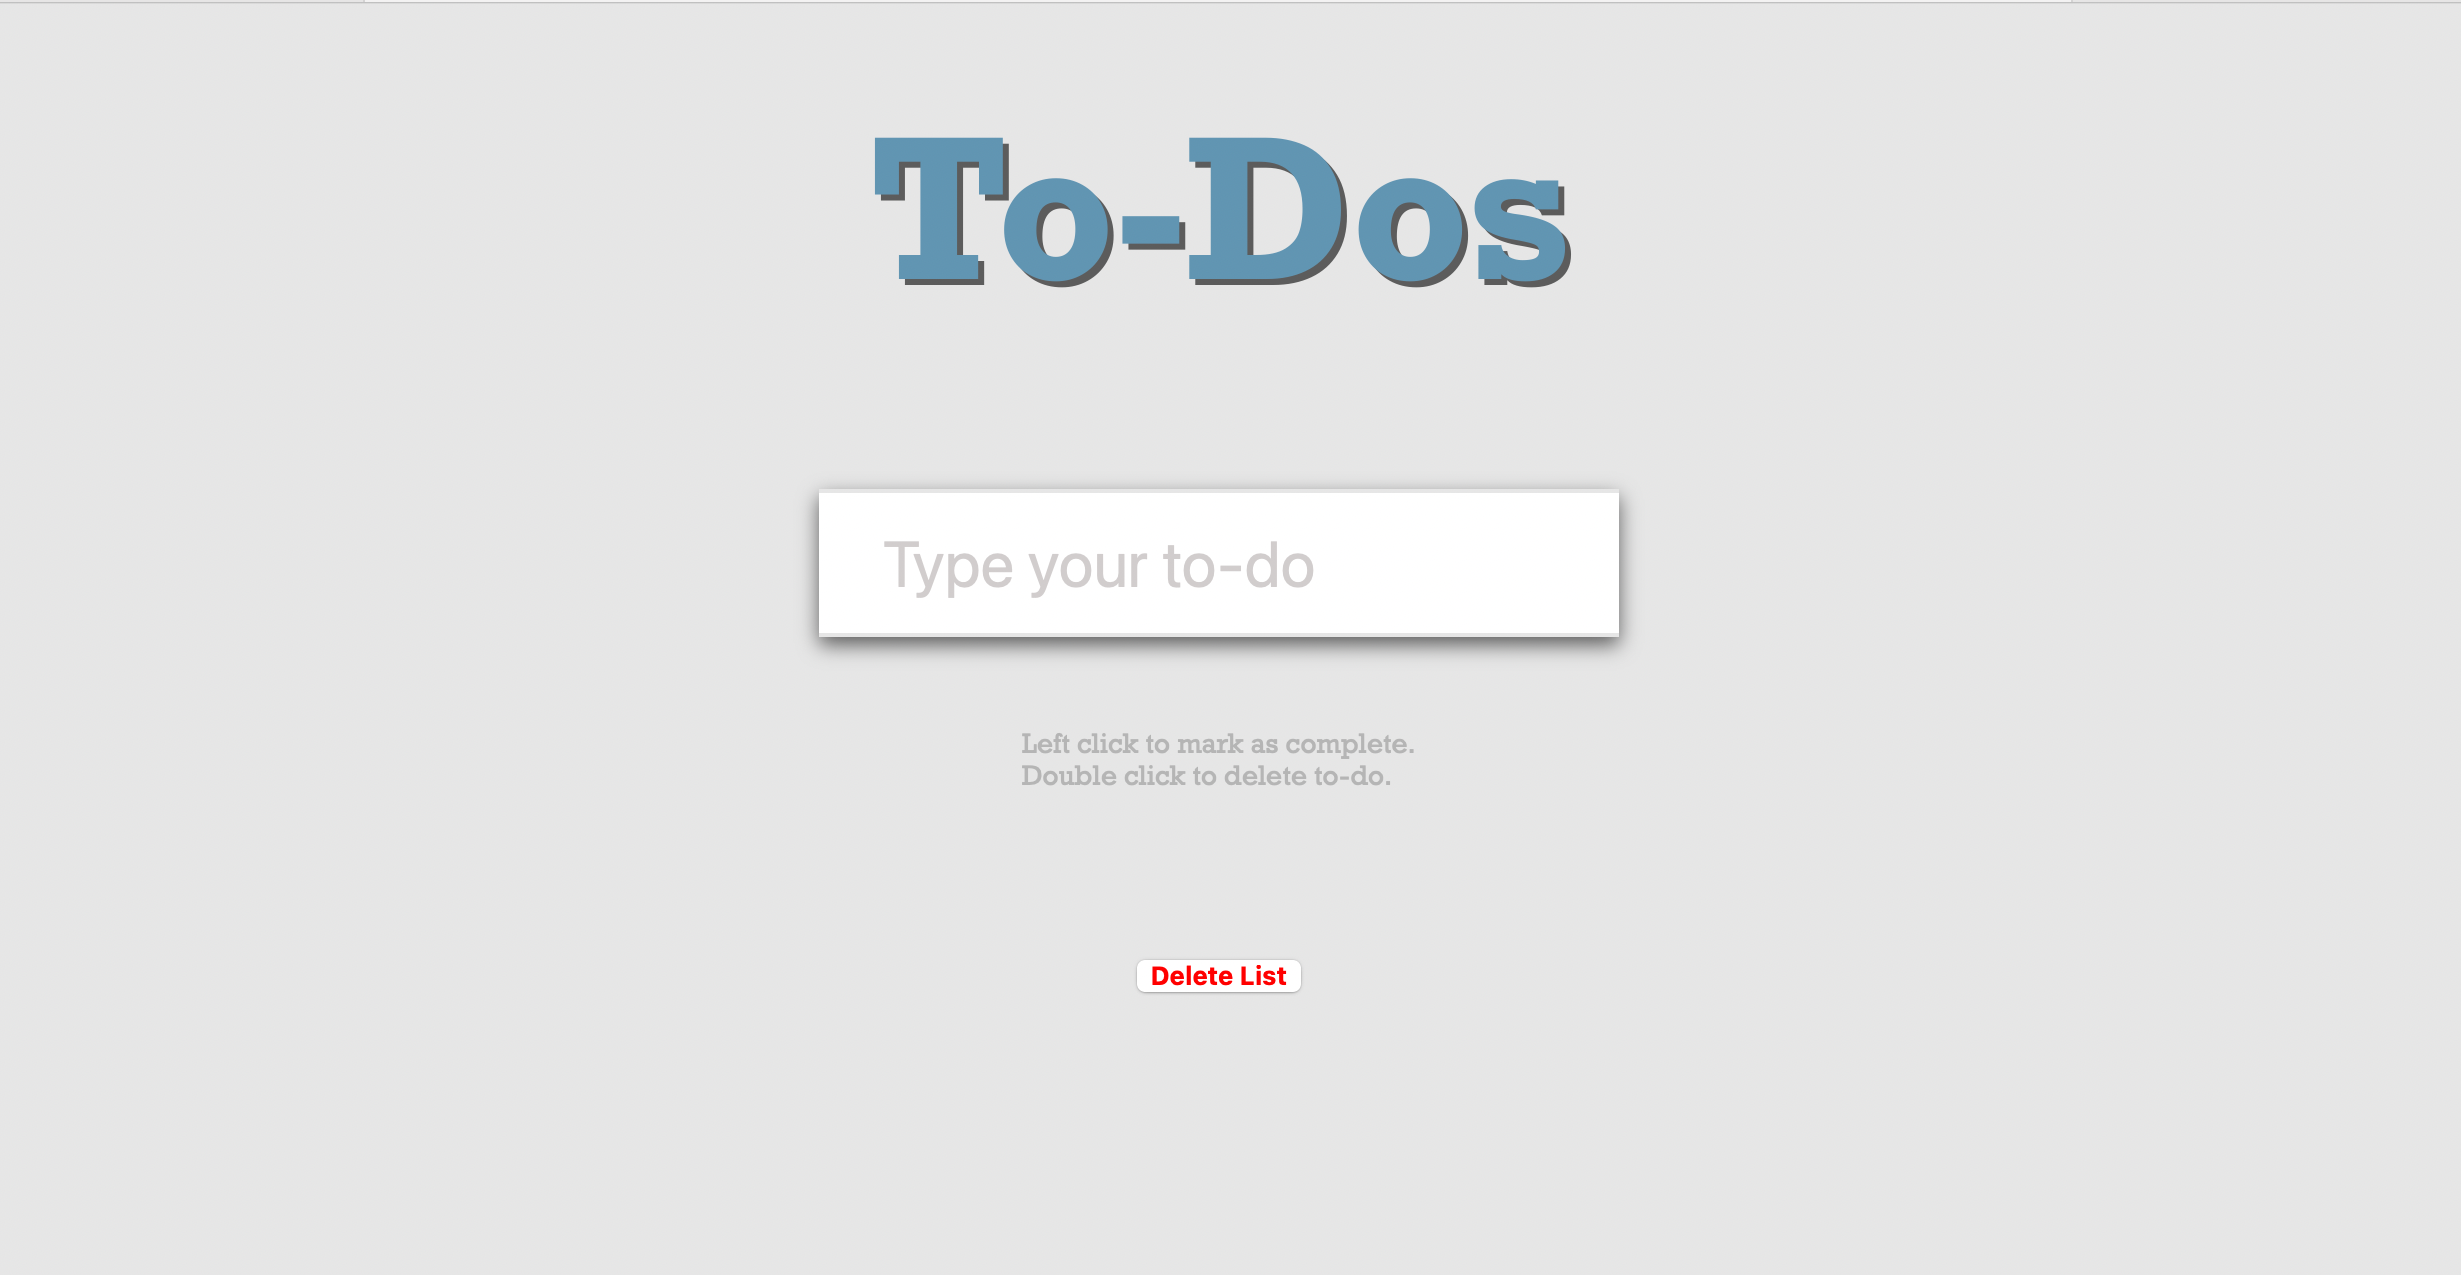 To-Dos
Type your to-do
Left click to mark as complete.
Double click to delete to-do.
Delete List